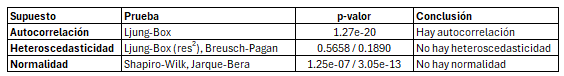 Supuesto Prueba p-valor Conclusión
Autocorrelación Ljung-Box 1.27e-20 Hay autocorrelación
Heteroscedasticidad Ljung-Box (res²), Breusch-Pagan 0.5658 / 0.1890 No hay heteroscedasticidad
Normalidad Shapiro-Wilk, Jarque-Bera 1.25e-07 / 3.05e-13 No hay normalidad